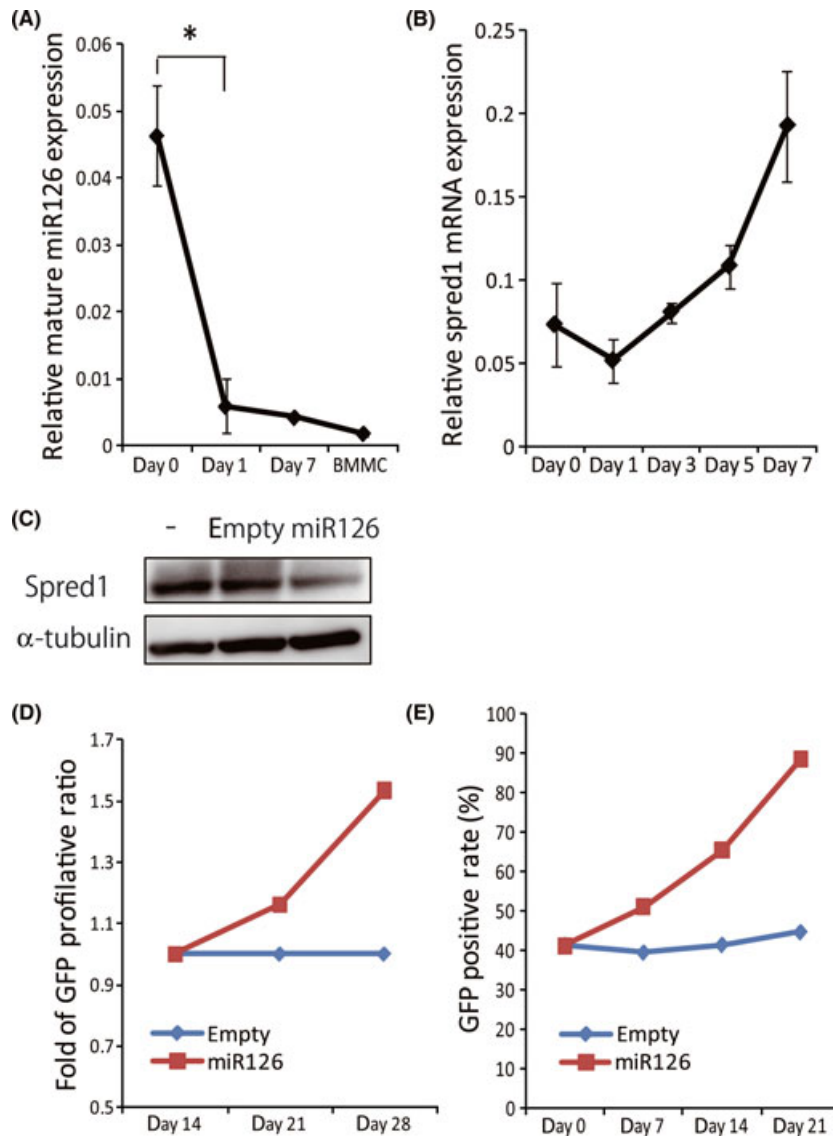 (A)
Relative mature miR126 expression
0.06
0.05
0.04
0.03
0.02
0.01
0
*
Day 0 Day 1 Day 7 BMMC
(B)
Relative spred1 mRNA expression
0.25
0.2
0.15
0.1
0.05
0
Day 0 Day 1 Day 3 Day 5 Day 7
(C)
- Empty miR126
Spred1
α-tubulin
(D)
Fold of GFP profilative ratio
1.7
1.5
1.3
1.1
0.9
0.7
0.5
Empty
miR126
Day 14 Day 21 Day 28
(E)
GFP positive rate (%)
100
90
80
70
60
50
40
30
20
10
0
Empty
miR126
Day 0 Day 7 Day 14 Day 21